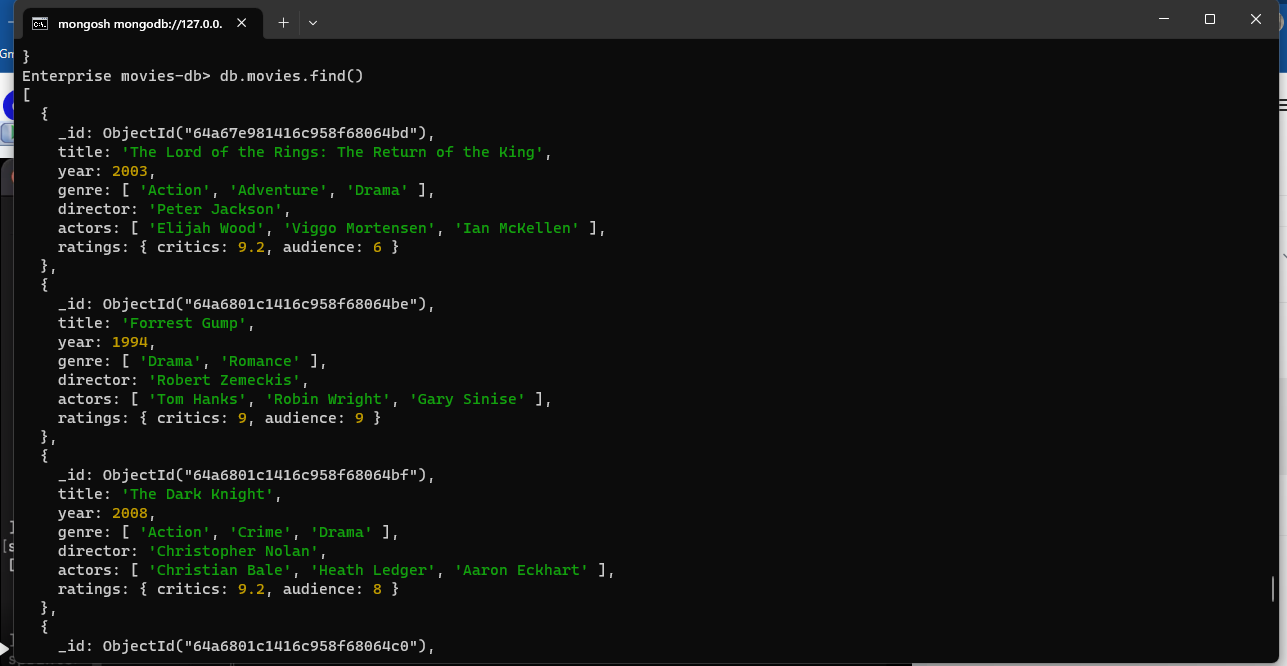 mongosh mongodb://127.0.0.
Gm
}
Enterprise movies-db> db.movies.find()
[
{
_id: ObjectId("64a67e981416c958f68064bd"),
title: 'The Lord of the Rings: The Return of the King',
year: 2003,
genre: [ 'Action', 'Adventure', 'Drama' ],
director: 'Peter Jackson',
actors: [ 'Elijah Wood', 'Viggo Mortensen', 'Ian McKellen' ],
ratings: { critics: 9.2, audience: 6 }
},
{
_id: ObjectId("64a6801c1416c958f68064be"),
title: 'Forrest Gump',
year: 1994,
genre: [ 'Drama', 'Romance' ],
director: 'Robert Zemeckis',
actors: [ 'Tom Hanks', 'Robin Wright', 'Gary Sinise' ],
ratings: { critics: 9, audience: 9 }
},
{
_id: ObjectId("64a6801c1416c958f68064bf"),
title: 'The Dark Knight',
year: 2008,
genre: [ 'Action', 'Crime', 'Drama' ],
director: 'Christopher Nolan',
actors: [ 'Christian Bale', 'Heath Ledger', 'Aaron Eckhart' ],
ratings: { critics: 9.2, audience: 8 }
},
{
_id: ObjectId("64a6801c1416c958f68064c0"),